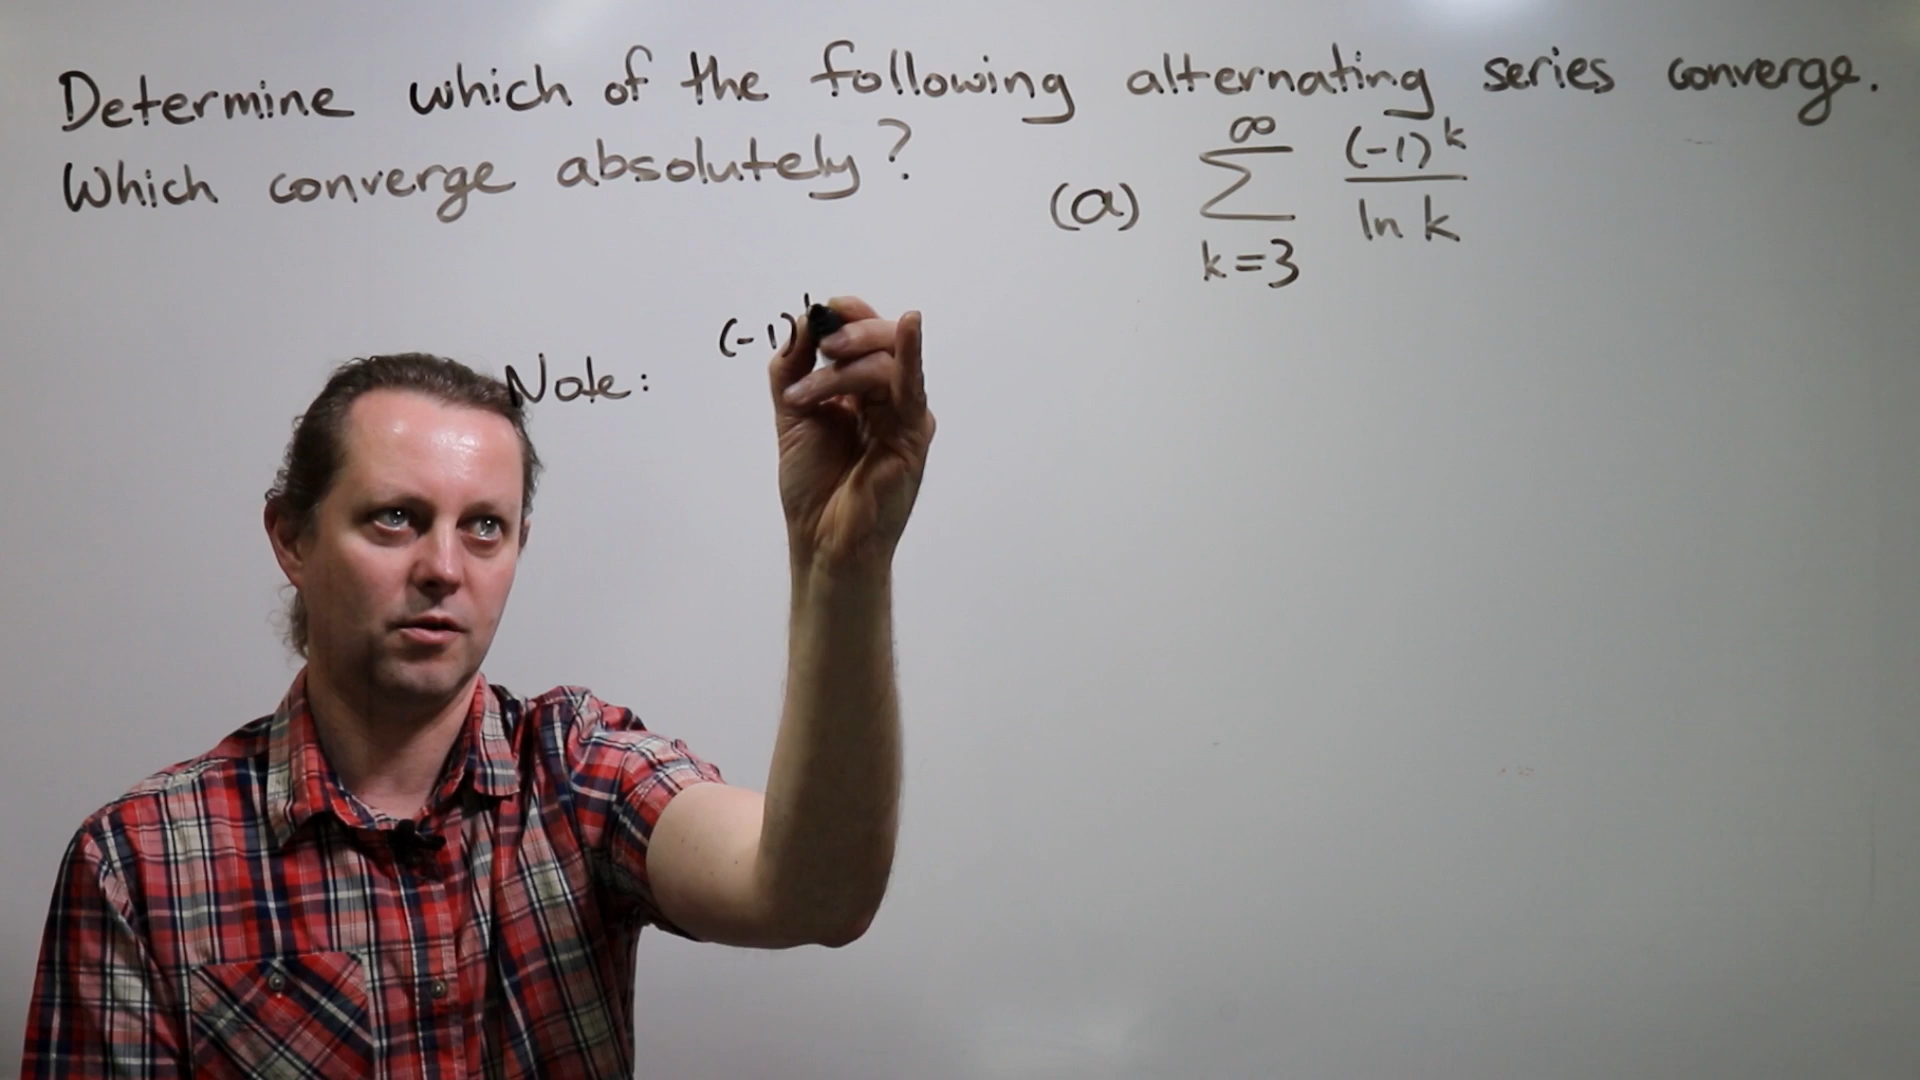 Determine which of the following alternating series converge.
Which converge absolutely?
(a) ∑ (-1)^k / ln k
∞
k=3
Note: (-1)